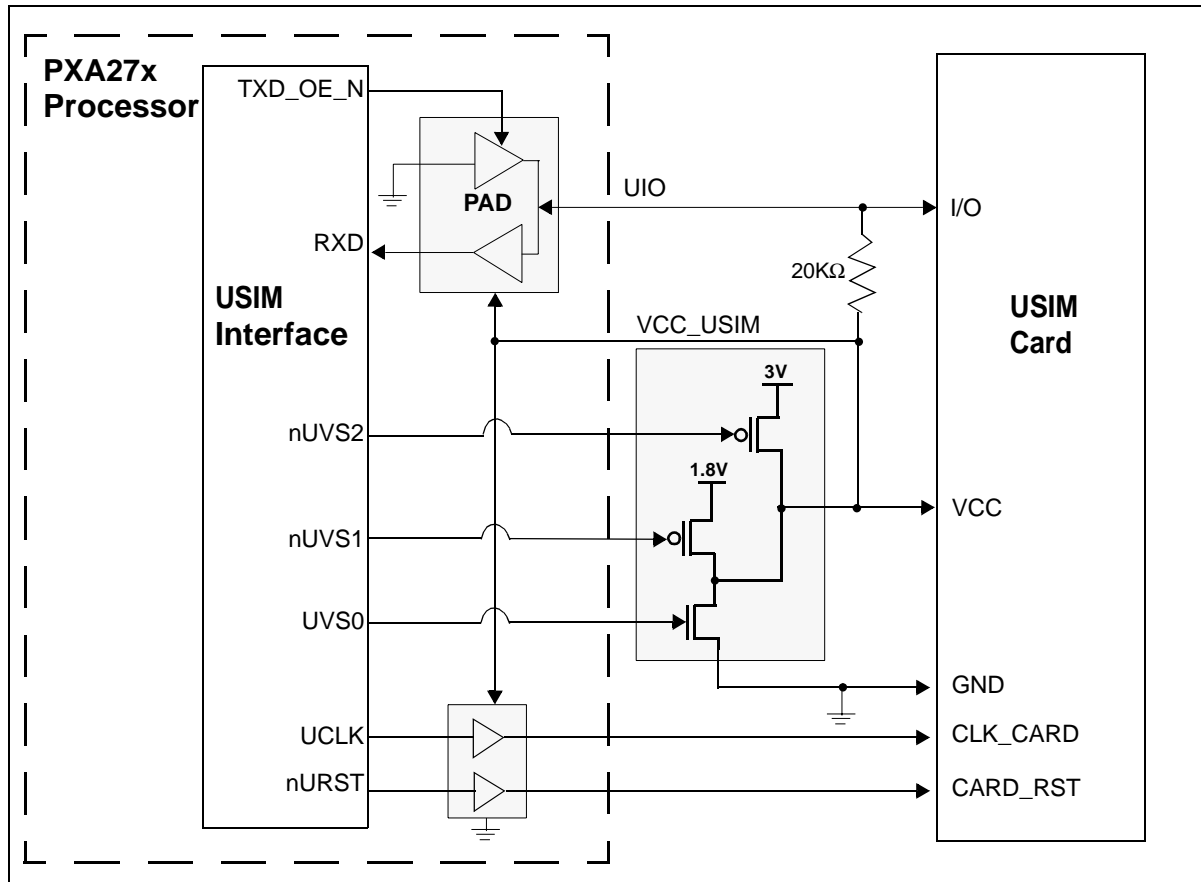 PXA27x
Processor
TXD_OE_N
PAD
UIO
I/O
RXD
20KΩ
USIM
Interface
USIM
Card
VCC_USIM
3V
nUVS2
1.8V
VCC
nUVS1
UVS0
GND
UCLK
CLK_CARD
nURST
CARD_RST